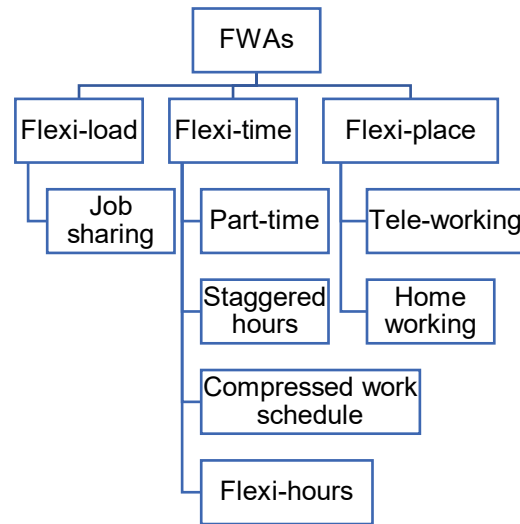 FWAs
Flexi-load
Flexi-time
Flexi-place
Job
sharing
Part-time
Staggered
hours
Compressed work
schedule
Flexi-hours
Tele-working
Home
working